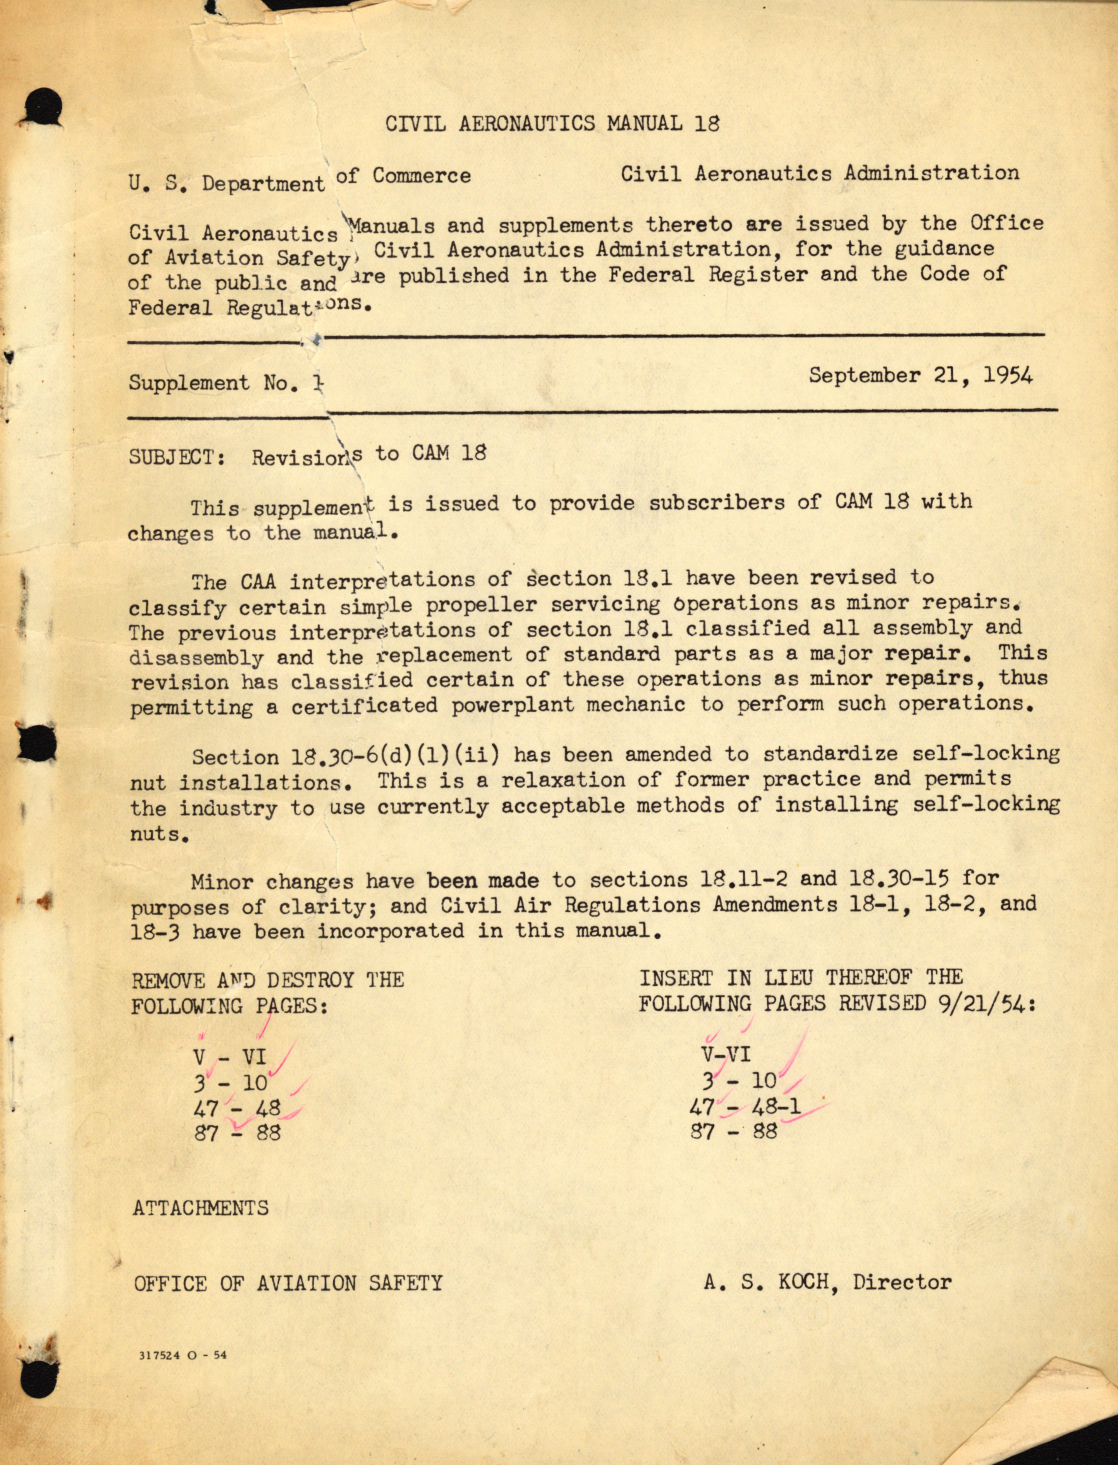 CIVIL AERONAUTICS MANUAL 18
U. S. Department of Commerce Civil Aeronautics Administration
Civil Aeronautics Manuals and supplements thereto are issued by the Office
of Aviation Safety, Civil Aeronautics Administration, for the guidance
of the public and are published in the Federal Register and the Code of
Federal Regulations.
Supplement No. 1 September 21, 1954
SUBJECT: Revisions to CAM 18
This supplement is issued to provide subscribers of CAM 18 with
changes to the manual.
The CAA interpretations of section 18.1 have been revised to
classify certain simple propeller servicing operations as minor repairs.
The previous interpretations of section 18.1 classified all assembly and
disassembly and the replacement of standard parts as a major repair. This
revision has classified certain of these operations as minor repairs, thus
permitting a certificated powerplant mechanic to perform such operations.
Section 18.30-6(d)(1)(ii) has been amended to standardize self-locking
nut installations. This is a relaxation of former practice and permits
the industry to use currently acceptable methods of installing self-locking
nuts.
Minor changes have been made to sections 18.11-2 and 18.30-15 for
purposes of clarity; and Civil Air Regulations Amendments 18-1, 18-2, and
18-3 have been incorporated in this manual.
REMOVE AND DESTROY THE INSERT IN LIEU THEREOF THE
FOLLOWING PAGES: FOLLOWING PAGES REVISED 9/21/54:
V - VI V-VI
3 - 10 3 - 10
47 - 48 47 - 48-1
87 - 88 87 - 88
ATTACHMENTS
OFFICE OF AVIATION SAFETY A. S. KOCH, Director
317524 O - 54